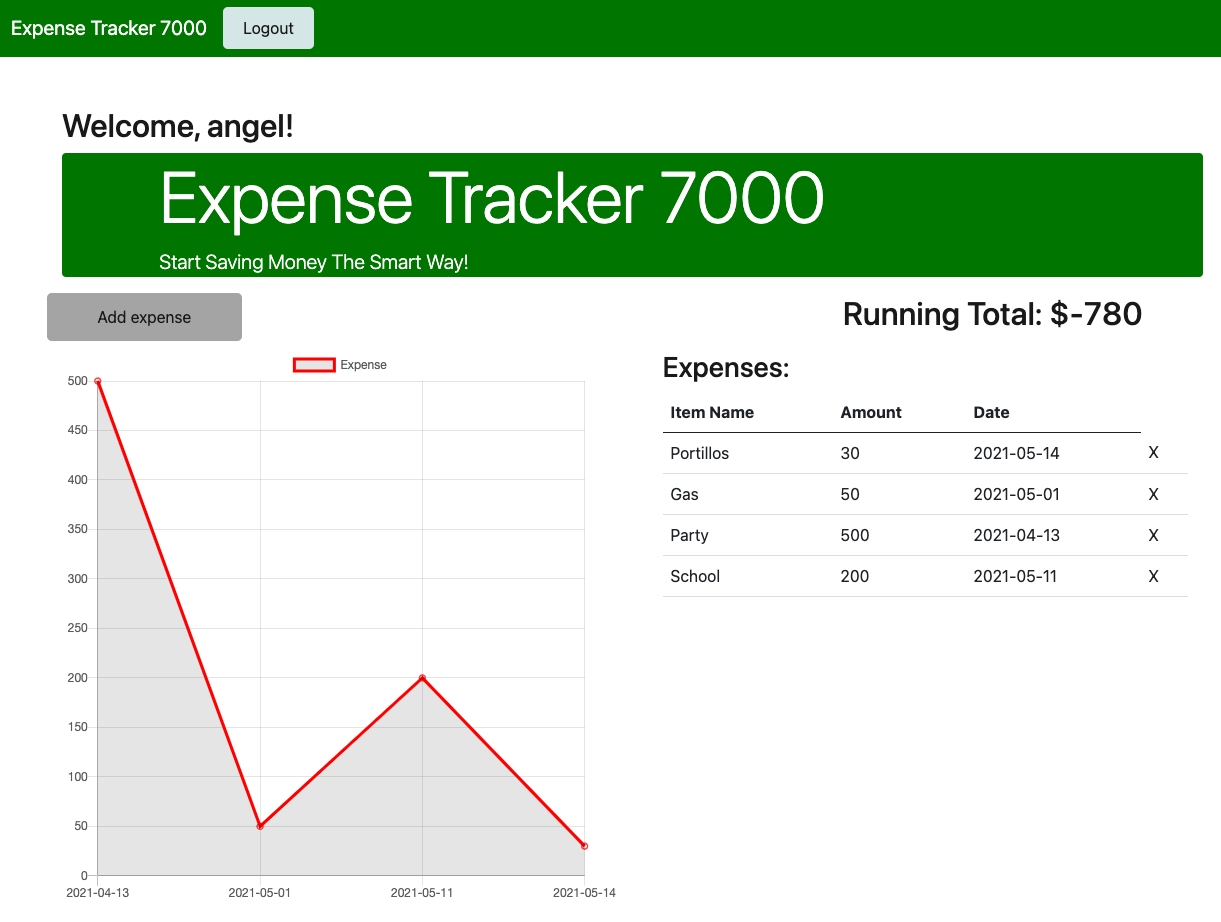 Expense Tracker 7000 Logout
Welcome, angel!
Expense Tracker 7000
Start Saving Money The Smart Way!
Add expense
Running Total: $-780
Expense
500
450
400
350
300
250
200
150
100
50
0
2021-04-13 2021-05-01 2021-05-11 2021-05-14
Expenses:
Item Name Amount Date
Portillos 30 2021-05-14 X
Gas 50 2021-05-01 X
Party 500 2021-04-13 X
School 200 2021-05-11 X